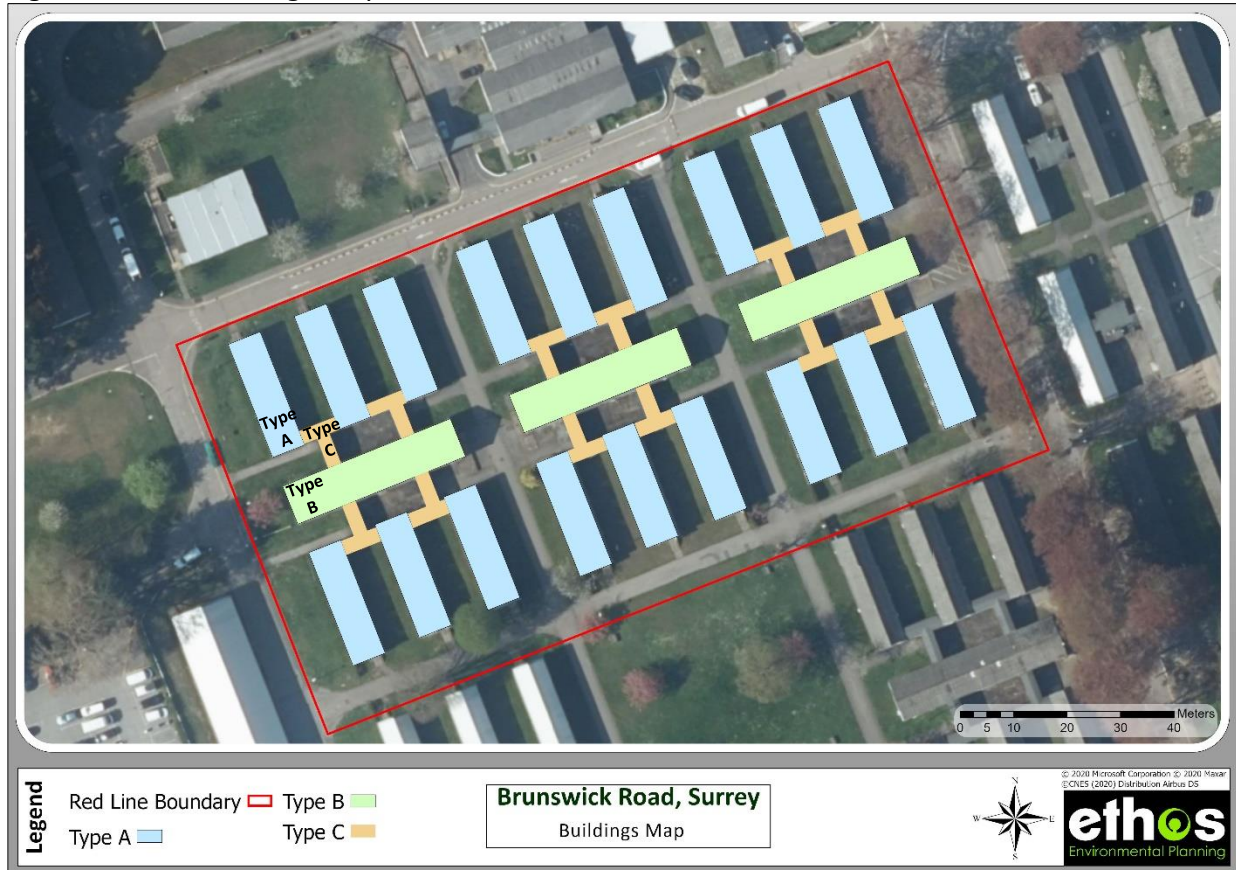 Type
A
Type
C
Type
B
Meters
0 5 10 20 30 40
Legend
Red Line Boundary
Type A
Type B
Type C
Brunswick Road, Surrey
Buildings Map
N
W E
S
© 2020 Microsoft Corporation © 2020 Maxar
©CNES (2020) Distribution Airbus DS
ethos
Environmental Planning